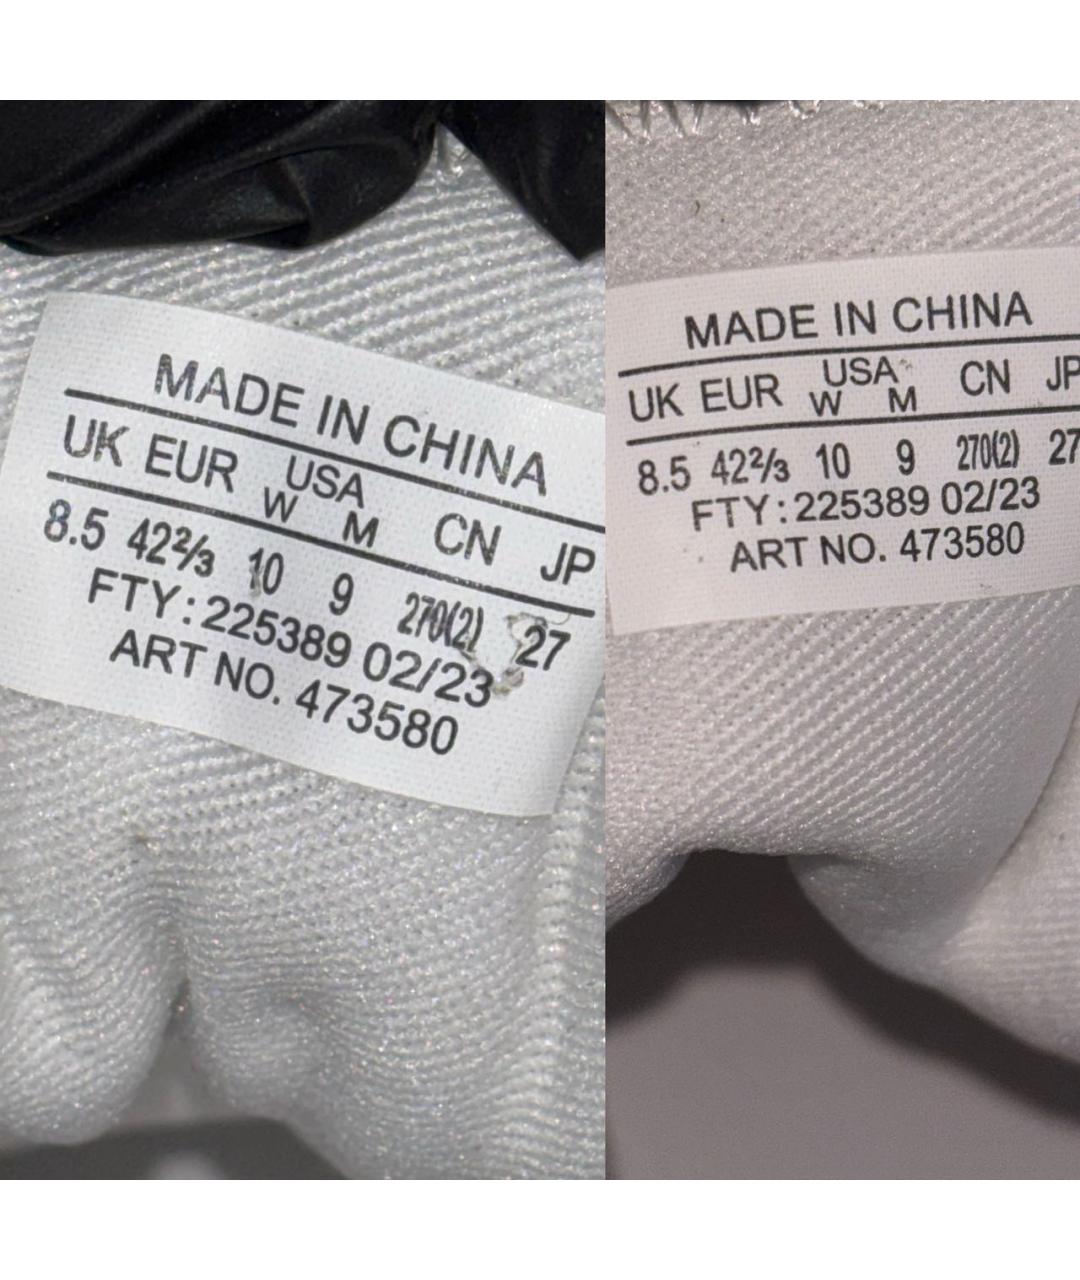 MADE IN CHINA
UK EUR USA CN JP
W M
8.5 42⅔ 10 9 270(2) 27
FTY: 225389 02/23
ART NO. 473580
MADE IN CHINA
UK EUR USA CN JP
W M
8.5 42⅔ 10 9 270(2) 27
FTY: 225389 02/23
ART NO. 473580